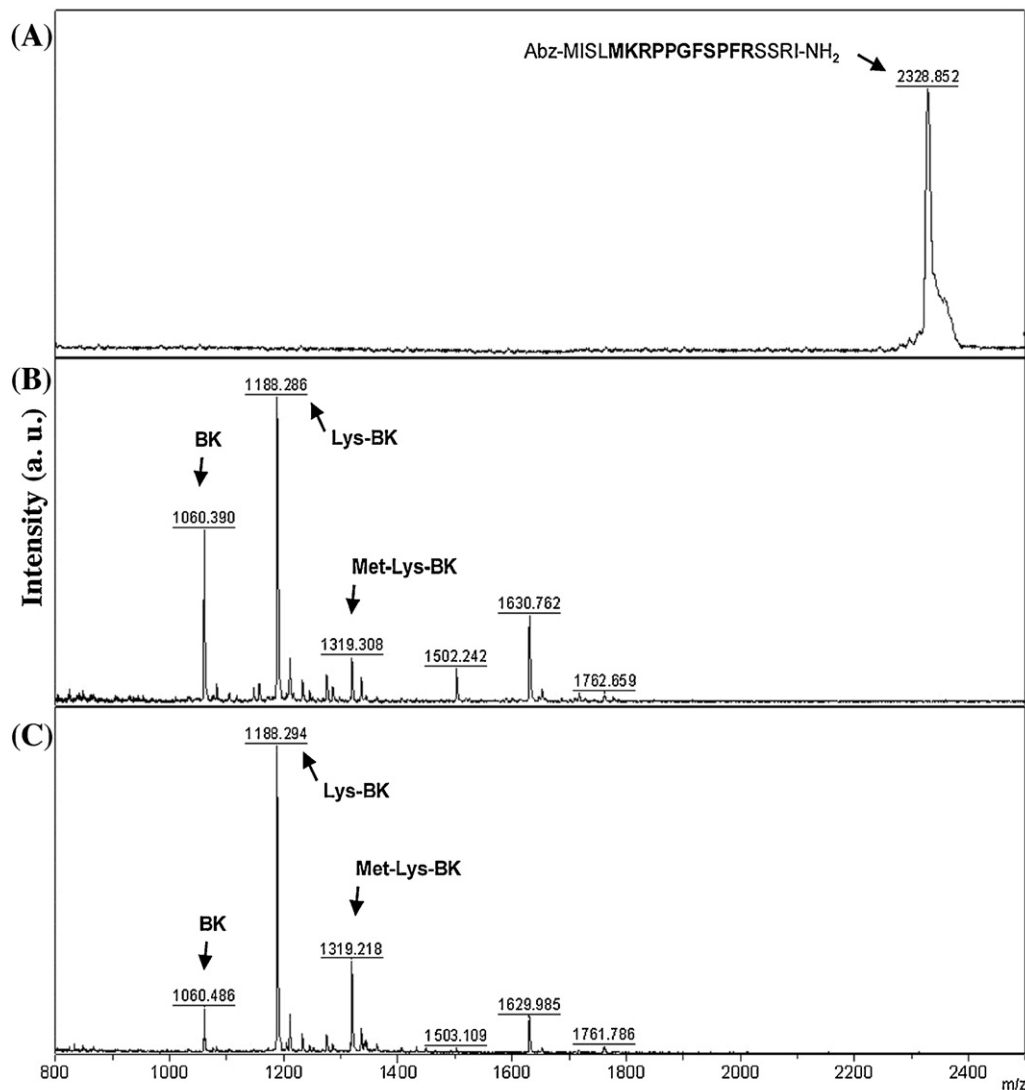 (A)
Abz-MISLMKRPPGFSPFRSSRI-NH₂
2328.852
(B)
1188.286
Lys-BK
BK
1060.390
Met-Lys-BK
1319.308
1502.242
1630.762
1762.659
Intensity (a. u.)
(C)
1188.294
Lys-BK
Met-Lys-BK
BK
1319.218
1060.486
1503.109
1629.985
1761.786
800 1000 1200 1400 1600 1800 2000 2200 2400
m/z